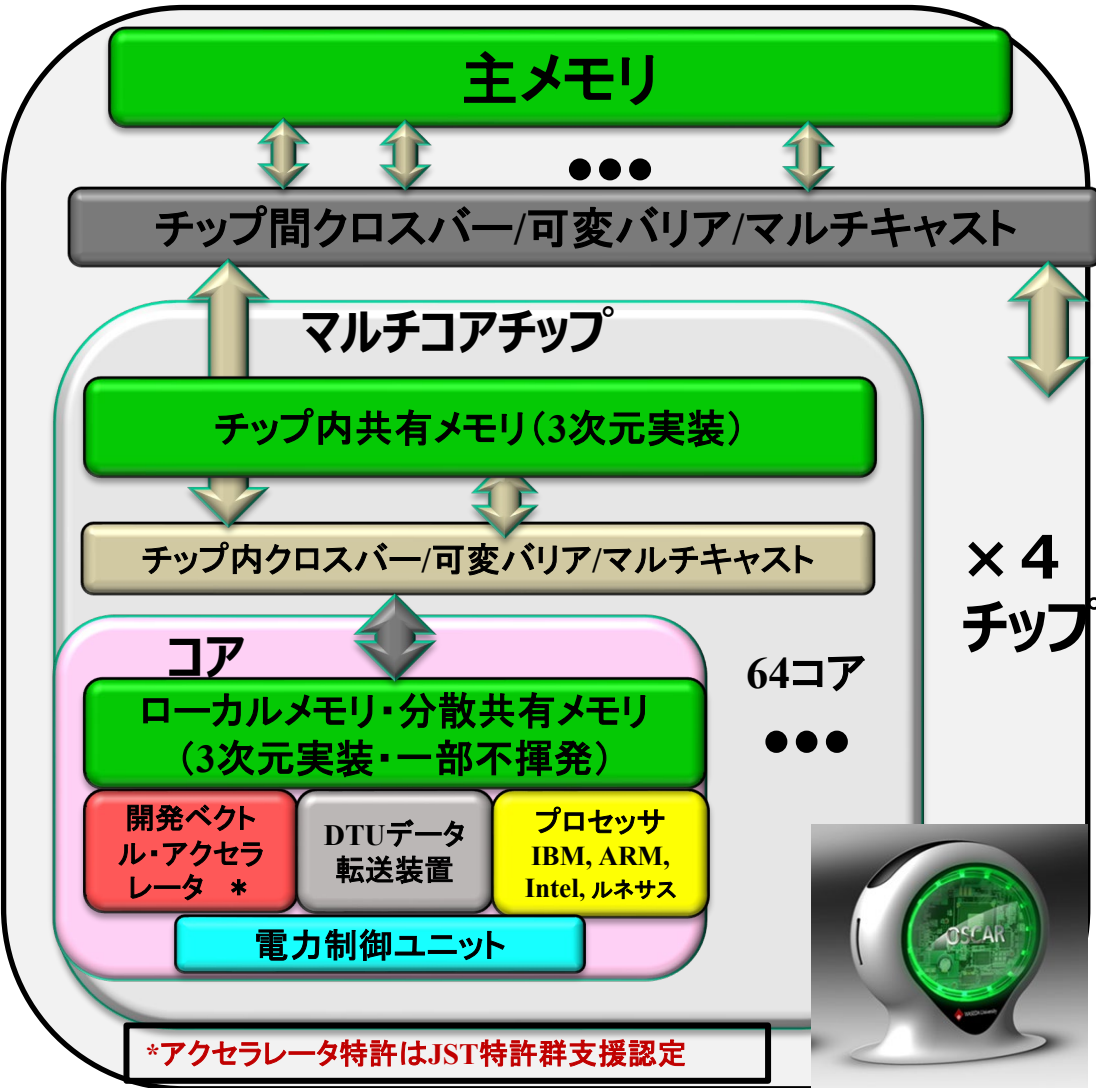 主メモリ
●●●
チップ間クロスバー/可変バリア/マルチキャスト
マルチコアチップ
チップ内共有メモリ(3次元実装)
チップ内クロスバー/可変バリア/マルチキャスト
×4
チップ
コア
64コア
●●●
ローカルメモリ・分散共有メモリ
(3次元実装・一部不揮発)
開発ベクト
ル・アクセラ
レータ *
DTUデータ
転送装置
プロセッサ
IBM, ARM,
Intel, ルネサス
電力制御ユニット
OSCAR
*アクセラレータ特許はJST特許群支援認定